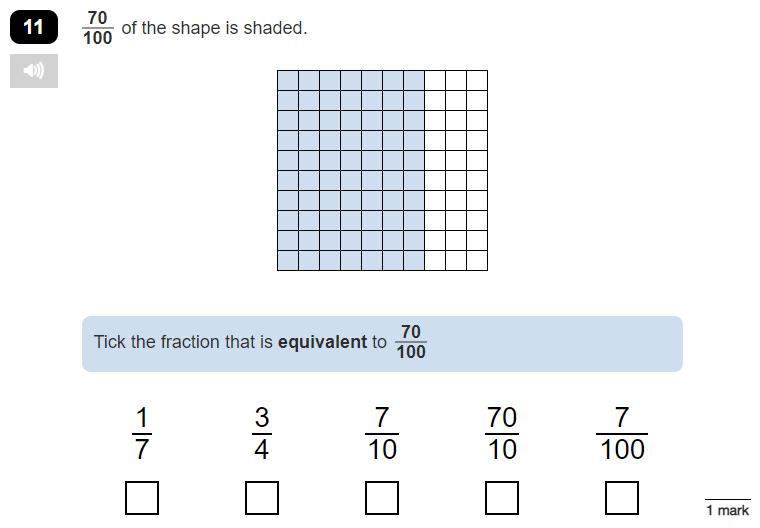 11
70/100 of the shape is shaded.
Tick the fraction that is equivalent to 70/100
1/7 3/4 7/10 70/10 7/100
1 mark